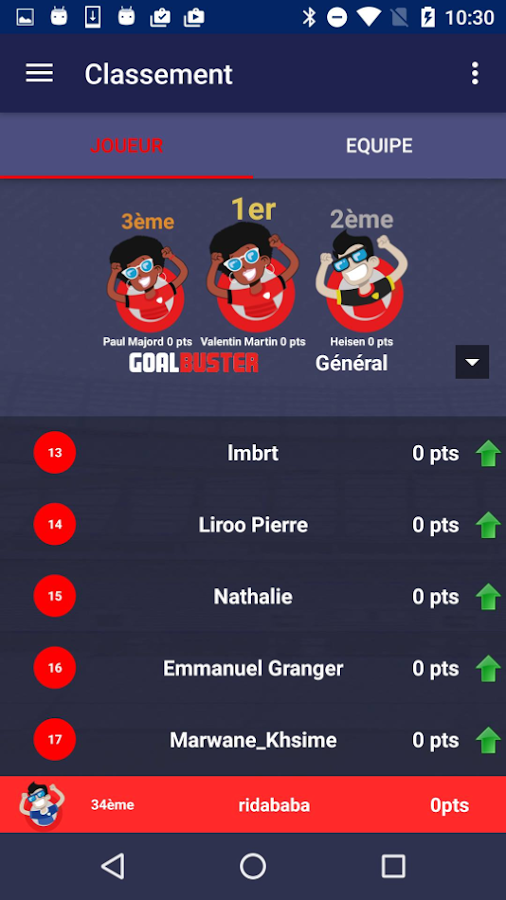 10:30
Classement
JOUEUR EQUIPE
3ème 1er 2ème
Paul Majord 0 pts Valentin Martin 0 pts Heisen 0 pts
GOALBUSTER Général
13 lmbrt 0 pts
14 Liroo Pierre 0 pts
15 Nathalie 0 pts
16 Emmanuel Granger 0 pts
17 Marwane_Khsime 0 pts
34ème ridababa 0pts